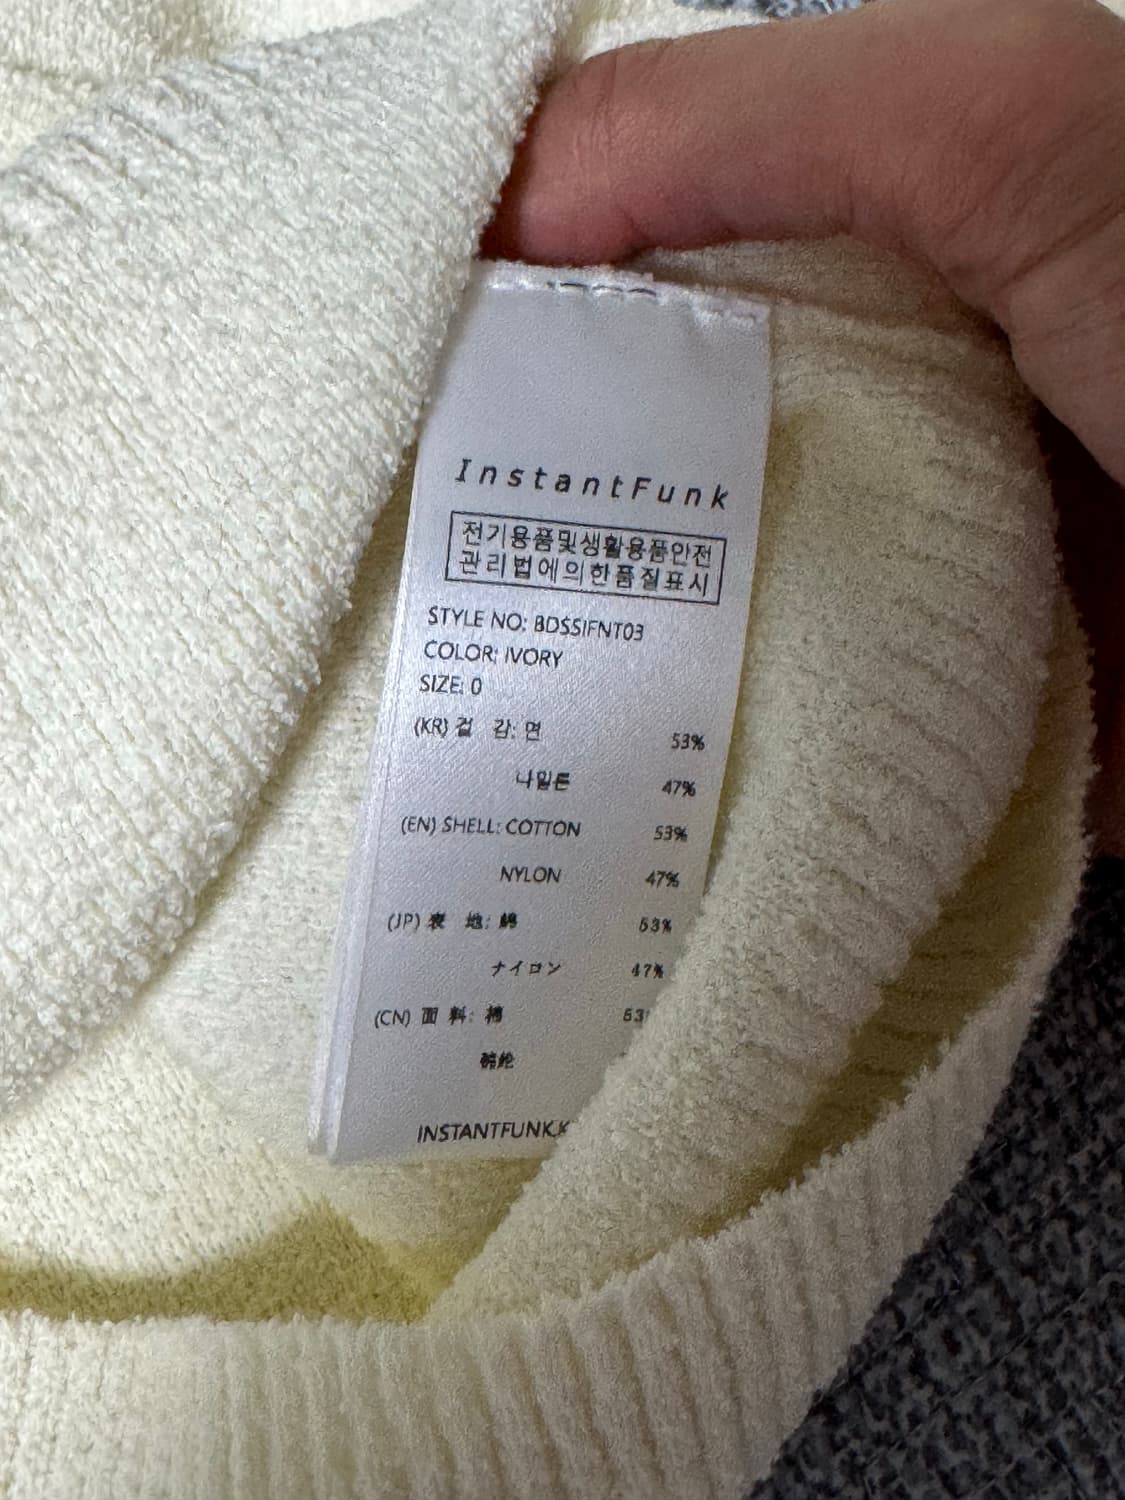 InstantFunk
전기용품및생활용품안전
관리법에의한품질표시
STYLE NO: BDSSIFNT03
COLOR: IVORY
SIZE: 0
(KR) 겉 감: 면 53%
나일론 47%
(EN) SHELL: COTTON 53%
NYLON 47%
(JP) 表 地: 綿 53%
ナイロン 47%
(CN) 面 料: 棉 53
锦纶
INSTANTFUNK.K